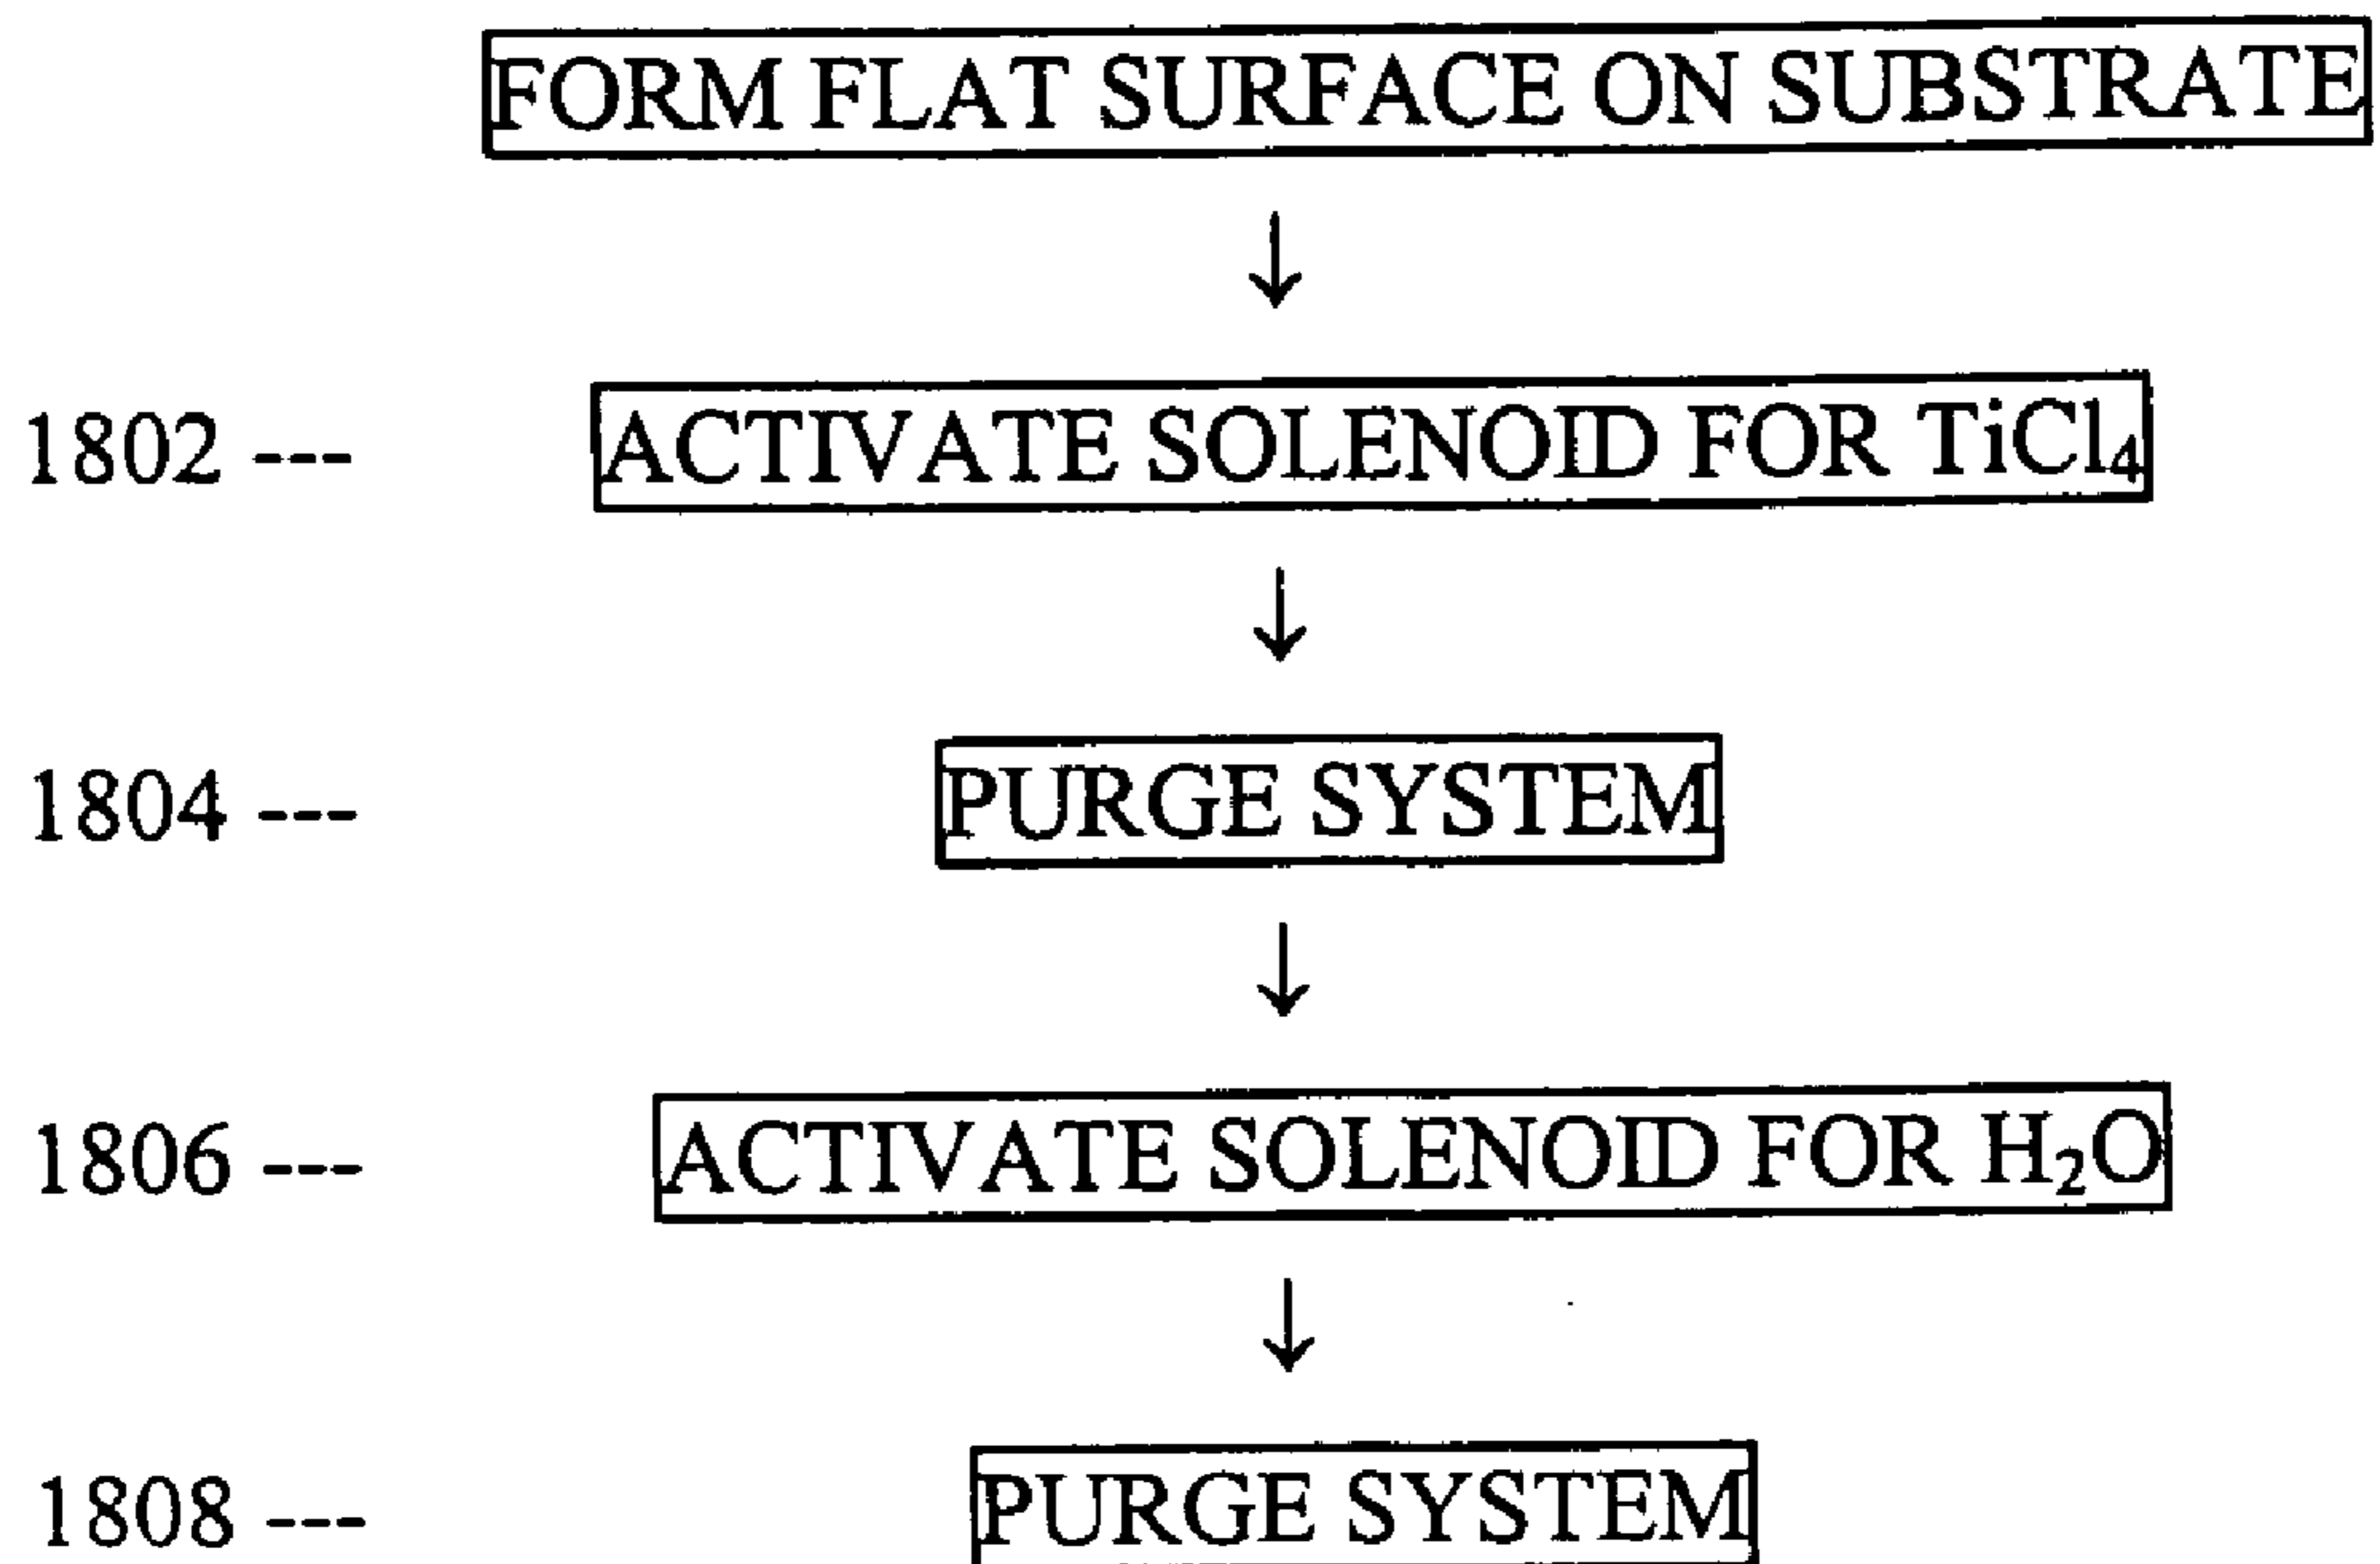 FORM FLAT SURFACE ON SUBSTRATE
1802 --- ACTIVATE SOLENOID FOR TiCl₄
1804 --- PURGE SYSTEM
1806 --- ACTIVATE SOLENOID FOR H₂O
1808 --- PURGE SYSTEM